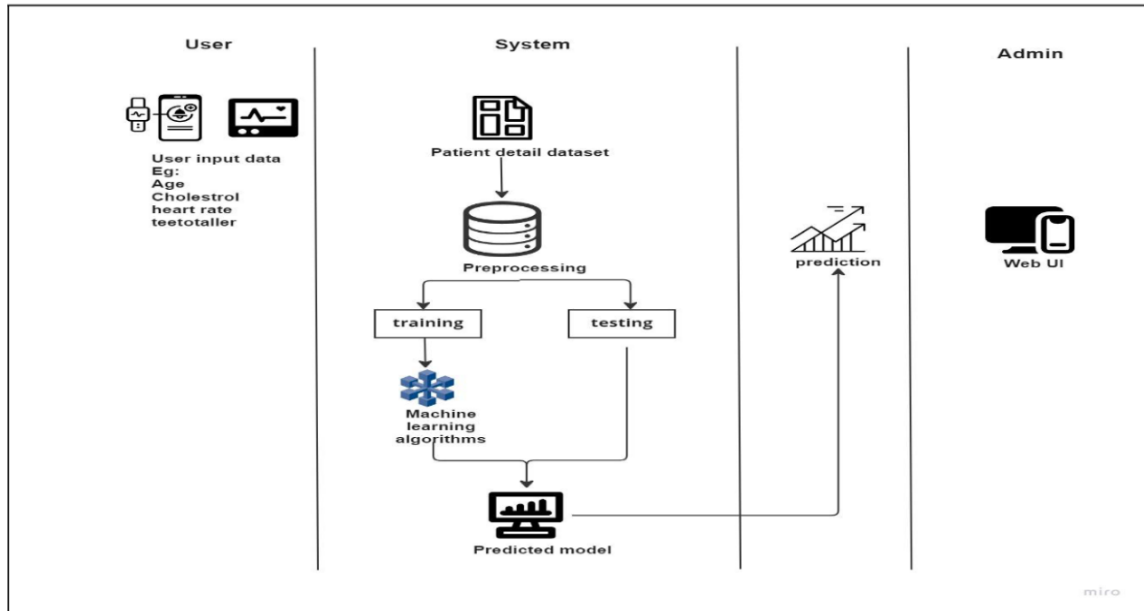 User
System
Admin
User input data
Eg:
Age
Cholestrol
heart rate
teetotaller
Patient detail dataset
Preprocessing
training
testing
Machine
learning
algorithms
Predicted model
prediction
Web UI
miro